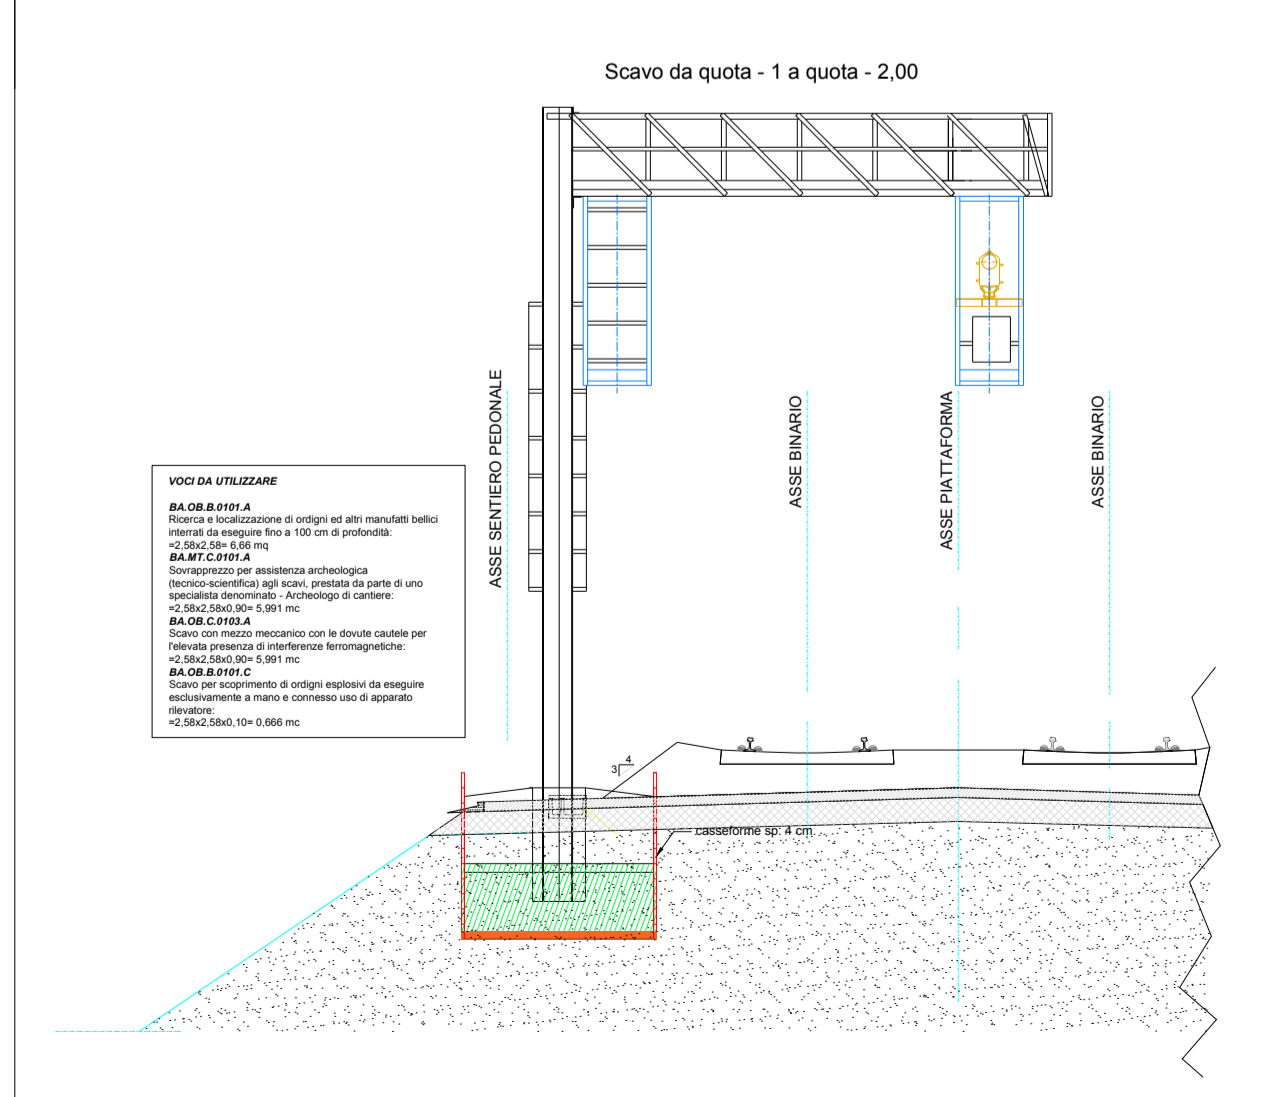 Scavo da quota - 1 a quota - 2,00
ASSE SENTIERO PEDONALE
ASSE BINARIO
ASSE PIATTAFORMA
ASSE BINARIO
VOCI DA UTILIZZARE
BA.OB.B.0101.A
Ricerca e localizzazione di ordigni ed altri manufatti bellici
interrati da eseguire fino a 100 cm di profondità:
=2,58x2,58= 6,66 mq
BA.MT.C.0101.A
Sovrapprezzo per assistenza archeologica
(tecnico-scientifica) agli scavi, prestata da parte di uno
specialista denominato - Archeologo di cantiere:
=2,58x2,58x0,90= 5,991 mc
BA.OB.C.0103.A
Scavo con mezzo meccanico con le dovute cautele per
l'elevata presenza di interferenze ferromagnetiche:
=2,58x2,58x0,90= 5,991 mc
BA.OB.B.0101.C
Scavo per scoprimento di ordigni esplosivi da eseguire
esclusivamente a mano e connesso uso di apparato
rilevatore:
=2,58x2,58x0,10= 0,666 mc
4
3
casseforme sp: 4 cm.